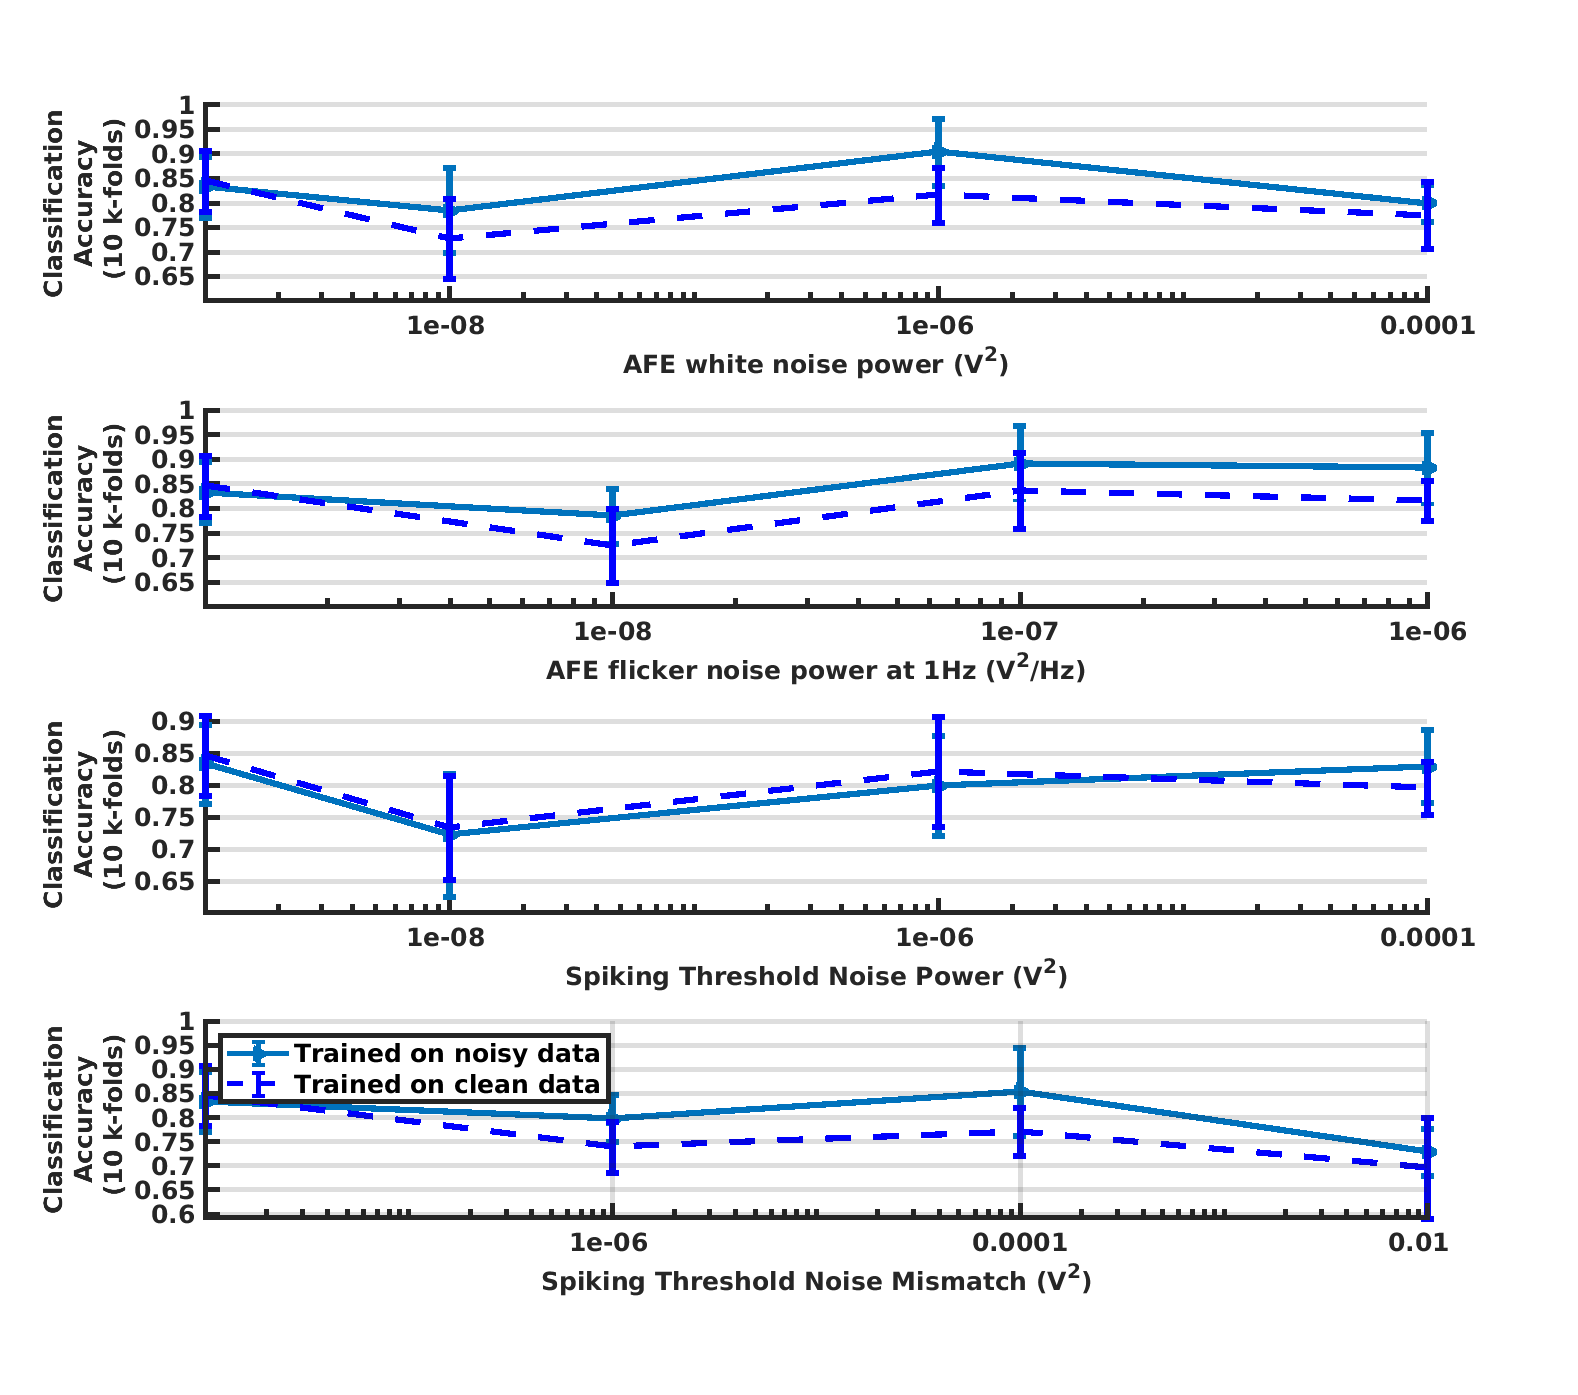 Classification
Accuracy
(10 k-folds)
1
0.95
0.9
0.85
0.8
0.75
0.7
0.65
1e-08 1e-06 0.0001
AFE white noise power (V²)
Classification
Accuracy
(10 k-folds)
1
0.95
0.9
0.85
0.8
0.75
0.7
0.65
1e-08 1e-07 1e-06
AFE flicker noise power at 1Hz (V²/Hz)
Classification
Accuracy
(10 k-folds)
0.9
0.85
0.8
0.75
0.7
0.65
1e-08 1e-06 0.0001
Spiking Threshold Noise Power (V²)
Classification
Accuracy
(10 k-folds)
1
0.95
0.9
0.85
0.8
0.75
0.7
0.65
0.6
Trained on noisy data
Trained on clean data
1e-06 0.0001 0.01
Spiking Threshold Noise Mismatch (V²)